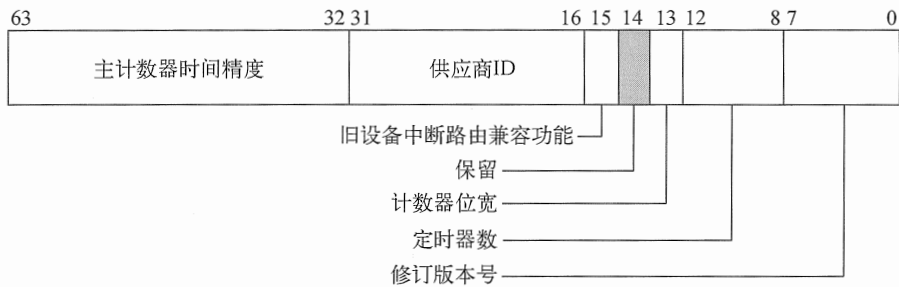 63 32 31 16 15 14 13 12 8 7 0
主计数器时间精度 供应商ID
旧设备中断路由兼容功能
保留
计数器位宽
定时器数
修订版本号